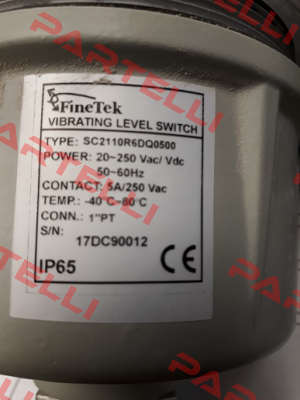 FineTek
VIBRATING LEVEL SWITCH
TYPE: SC2110R6DQ0500
POWER: 20~250 Vac/ Vdc
50~60Hz
CONTACT: 5A/250 Vac
TEMP.: -40°C~80°C
CONN.: 1"PT
S/N:
17DC90012
IP65 CE
PARTELLI
PARTELLI
PARTELLI